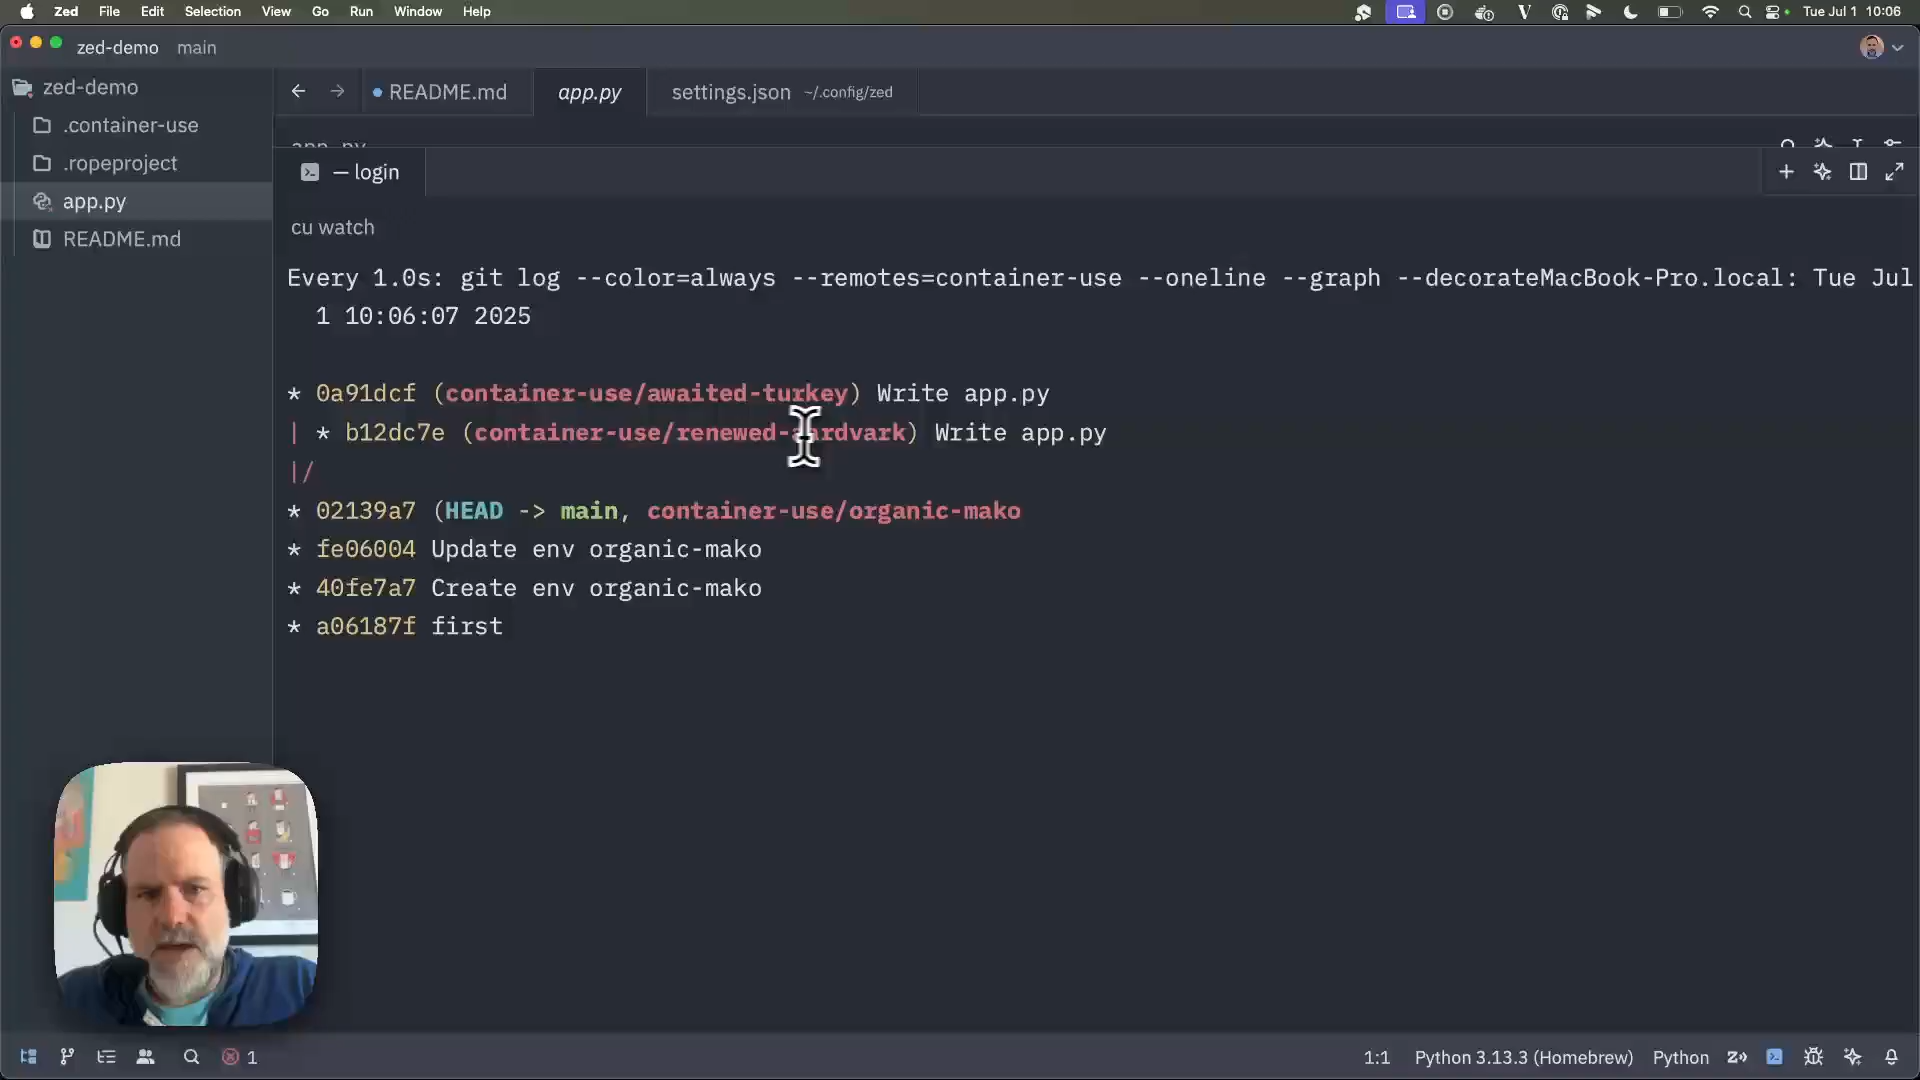 Zed File Edit Selection View Go Run Window Help Tue Jul 1 10:06
zed-demo main
zed-demo
.container-use
.ropeproject
app.py
README.md
README.md app.py settings.json ~/.config/zed
app.py
— login
cu watch
Every 1.0s: git log --color=always --remotes=container-use --oneline --graph --decorateMacBook-Pro.local: Tue Jul
1 10:06:07 2025
* 0a91dcf (container-use/awaited-turkey) Write app.py
| * b12dc7e (container-use/renewed-aardvark) Write app.py
|/
* 02139a7 (HEAD -> main, container-use/organic-mako
* fe06004 Update env organic-mako
* 40fe7a7 Create env organic-mako
* a06187f first
1 1:1 Python 3.13.3 (Homebrew) Python